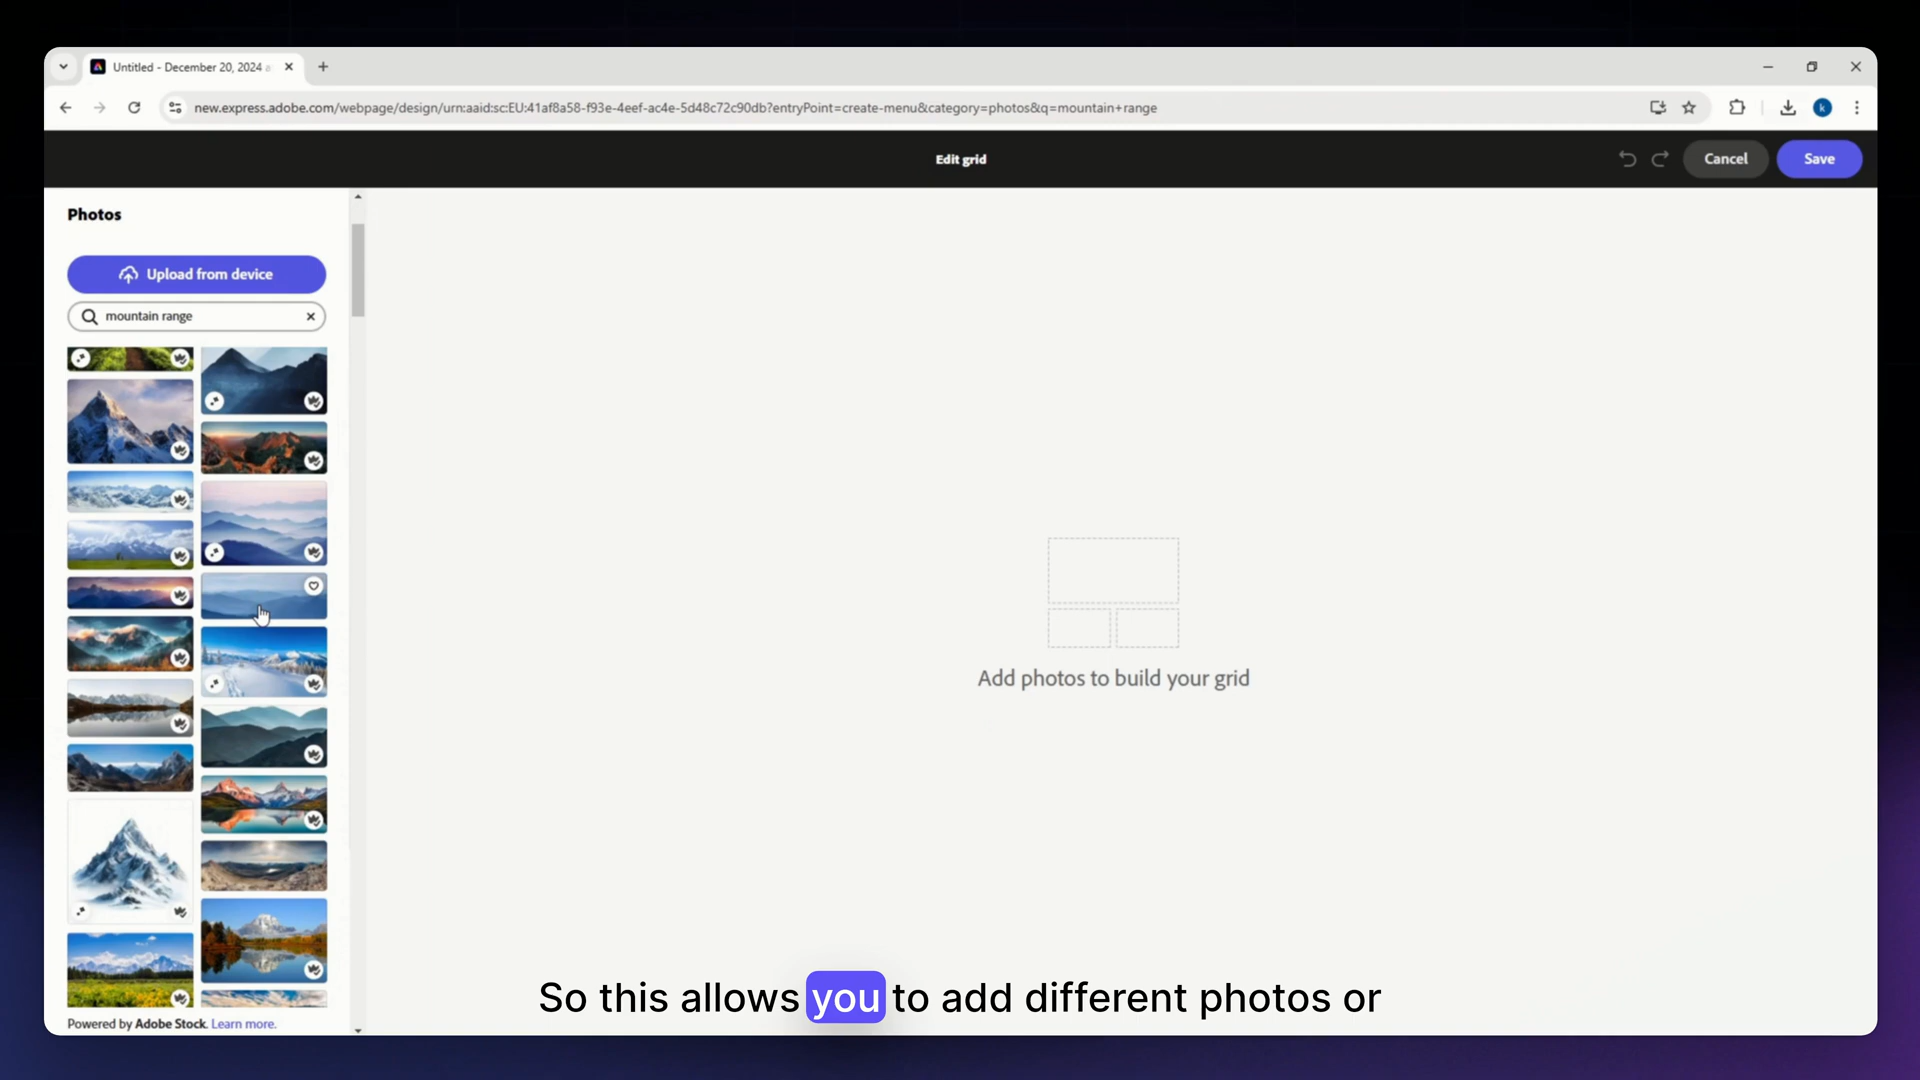 Untitled - December 20, 2024
new.express.adobe.com/webpage/design/urn:aaid:sc:EU:41af8a58-f93e-4eef-ac4e-5d48c72c90db?entryPoint=create-menu&category=photos&q=mountain+range
k
Edit grid
Cancel
Save
Photos
Upload from device
mountain range
Add photos to build your grid
Powered by Adobe Stock. Learn more.
So this allows you to add different photos or